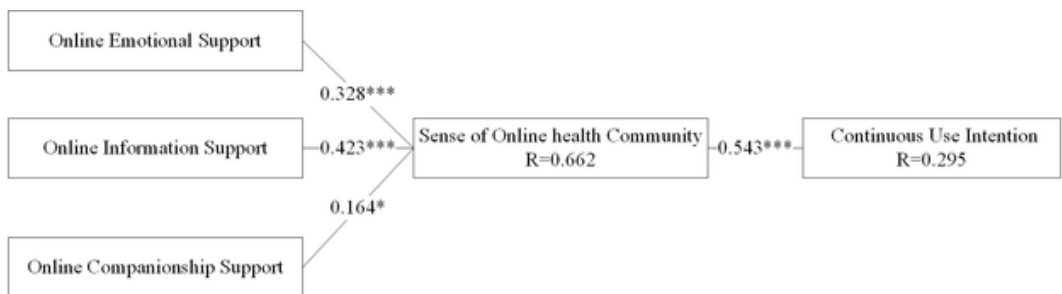 Online Emotional Support
0.328***
Online Information Support
0.423***
Sense of Online health Community
R=0.662
0.543***
Continuous Use Intention
R=0.295
0.164*
Online Companionship Support